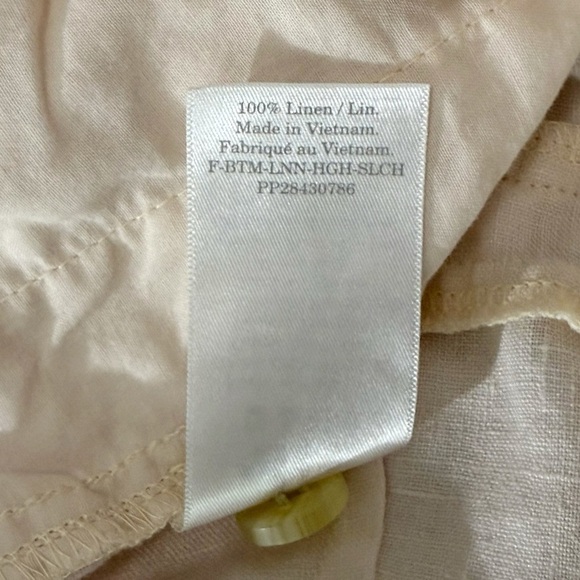 100% Linen / Lin.
Made in Vietnam.
Fabriqué au Vietnam.
F-BTM-LNN-HGH-SLCH
PP28430786